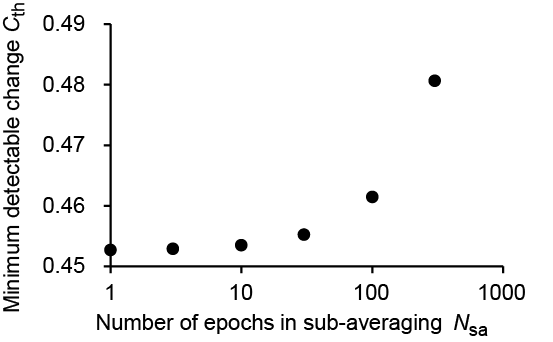 Minimum detectable change Cth
0.49
0.48
0.47
0.46
0.45
1 10 100 1000
Number of epochs in sub-averaging Nsa